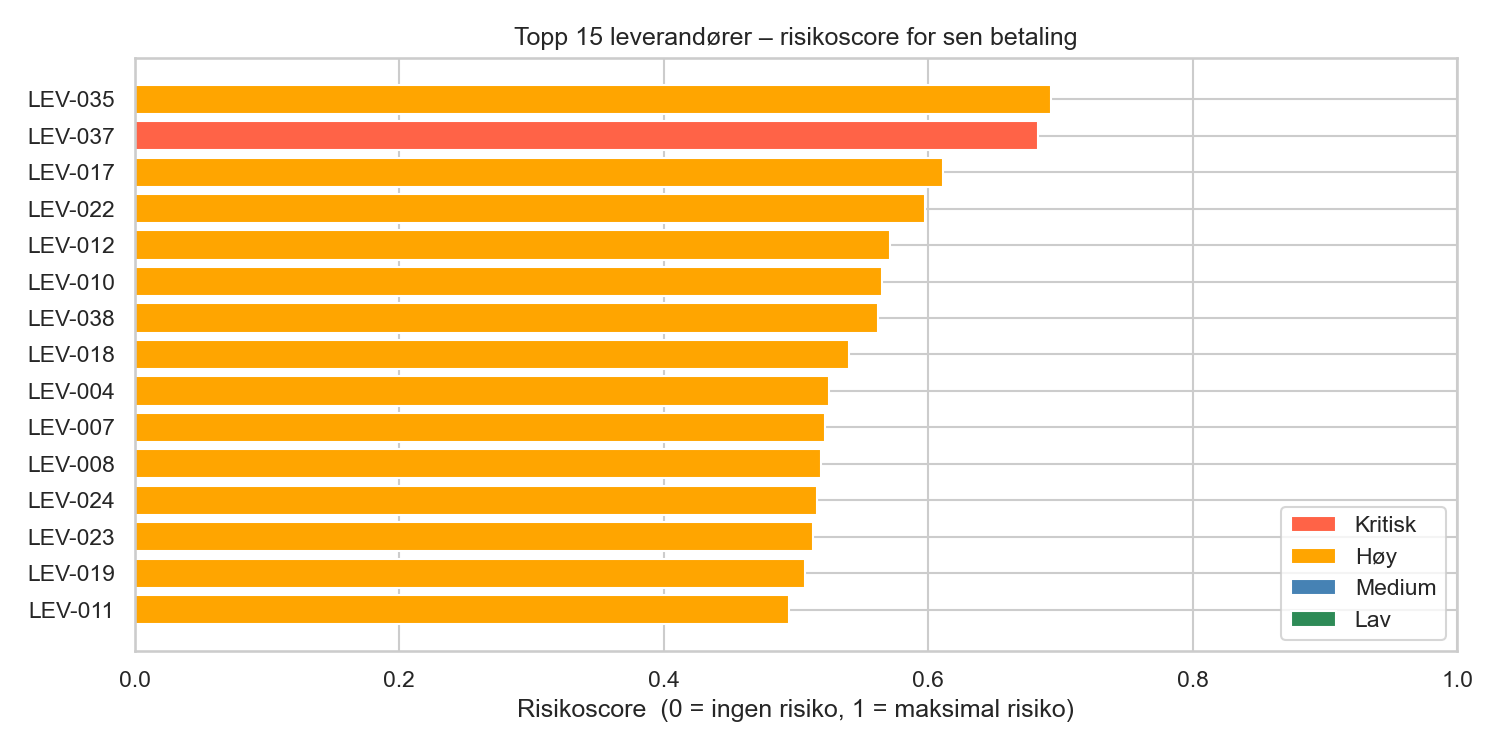 Topp 15 leverandører – risikoscore for sen betaling
LEV-035
LEV-037
LEV-017
LEV-022
LEV-012
LEV-010
LEV-038
LEV-018
LEV-004
LEV-007
LEV-008
LEV-024
LEV-023
LEV-019
LEV-011
Kritisk
Høy
Medium
Lav
0.0 0.2 0.4 0.6 0.8 1.0
Risikoscore  (0 = ingen risiko, 1 = maksimal risiko)